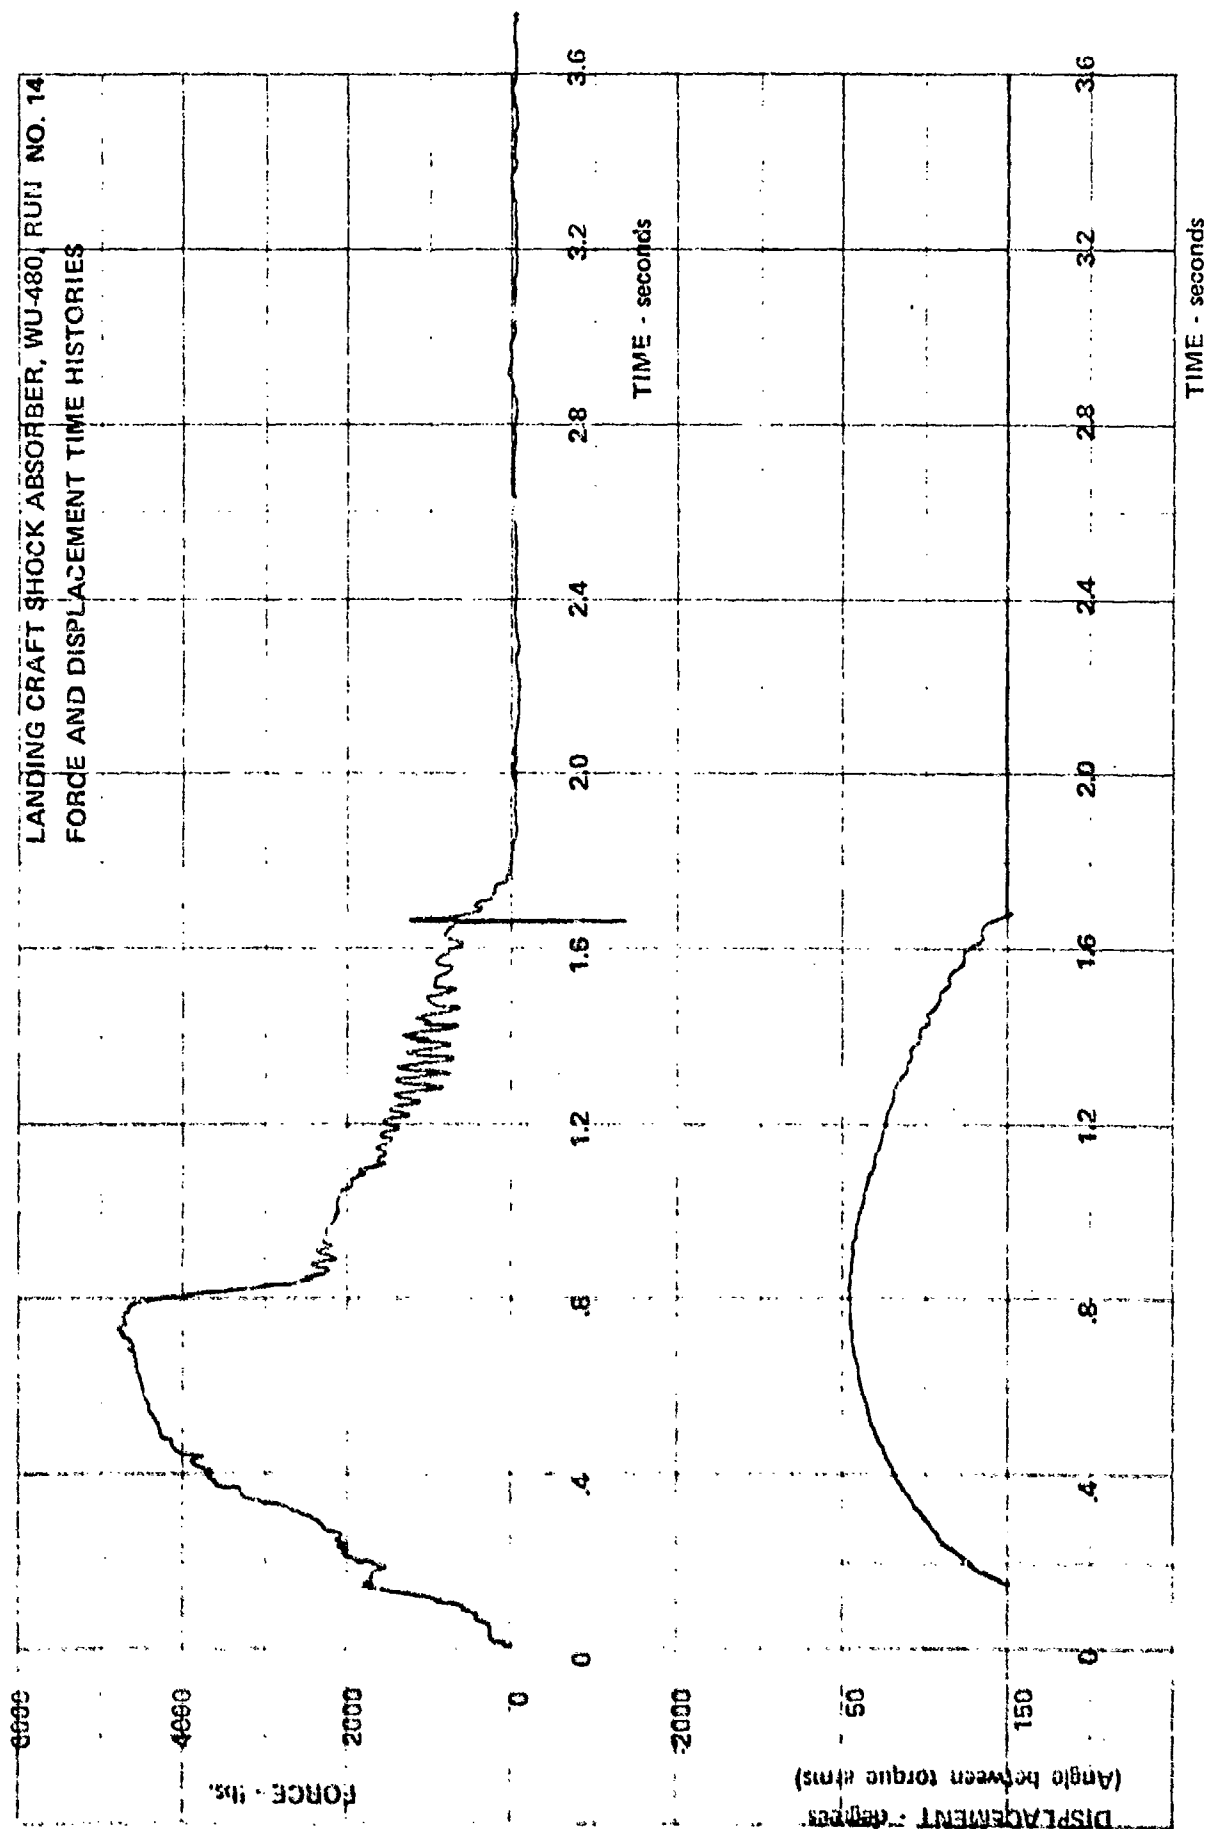 LANDING CRAFT SHOCK ABSORBER, WU-480, RUN NO. 14
FORCE AND DISPLACEMENT TIME HISTORIES
FORCE - lbs.
6000
4000
2000
0
-2000
0 .4 .8 1.2 1.6 2.0 2.4 2.8 3.2 3.6
TIME - seconds
DISPLACEMENT - degrees
(Angle between torque arms)
50
150
0 .4 .8 1.2 1.6 2.0 2.4 2.8 3.2 3.6
TIME - seconds